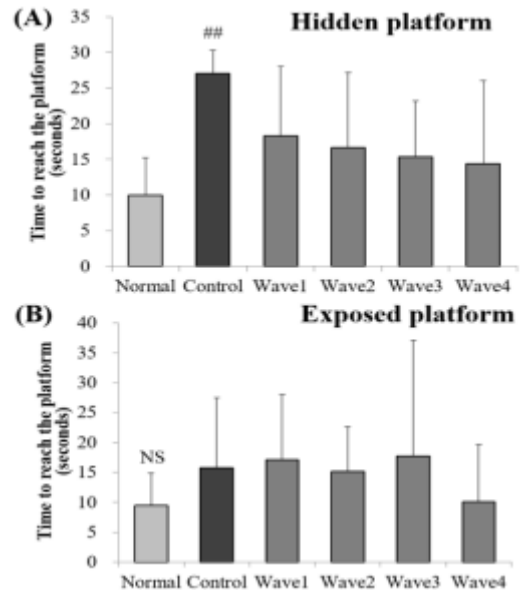 (A)
Hidden platform
##
Time to reach the platform
(seconds)
35
30
25
20
15
10
5
0
Normal Control Wave1 Wave2 Wave3 Wave4
(B)
Exposed platform
NS
Time to reach the platform
(seconds)
40
35
30
25
20
15
10
5
0
Normal Control Wave1 Wave2 Wave3 Wave4